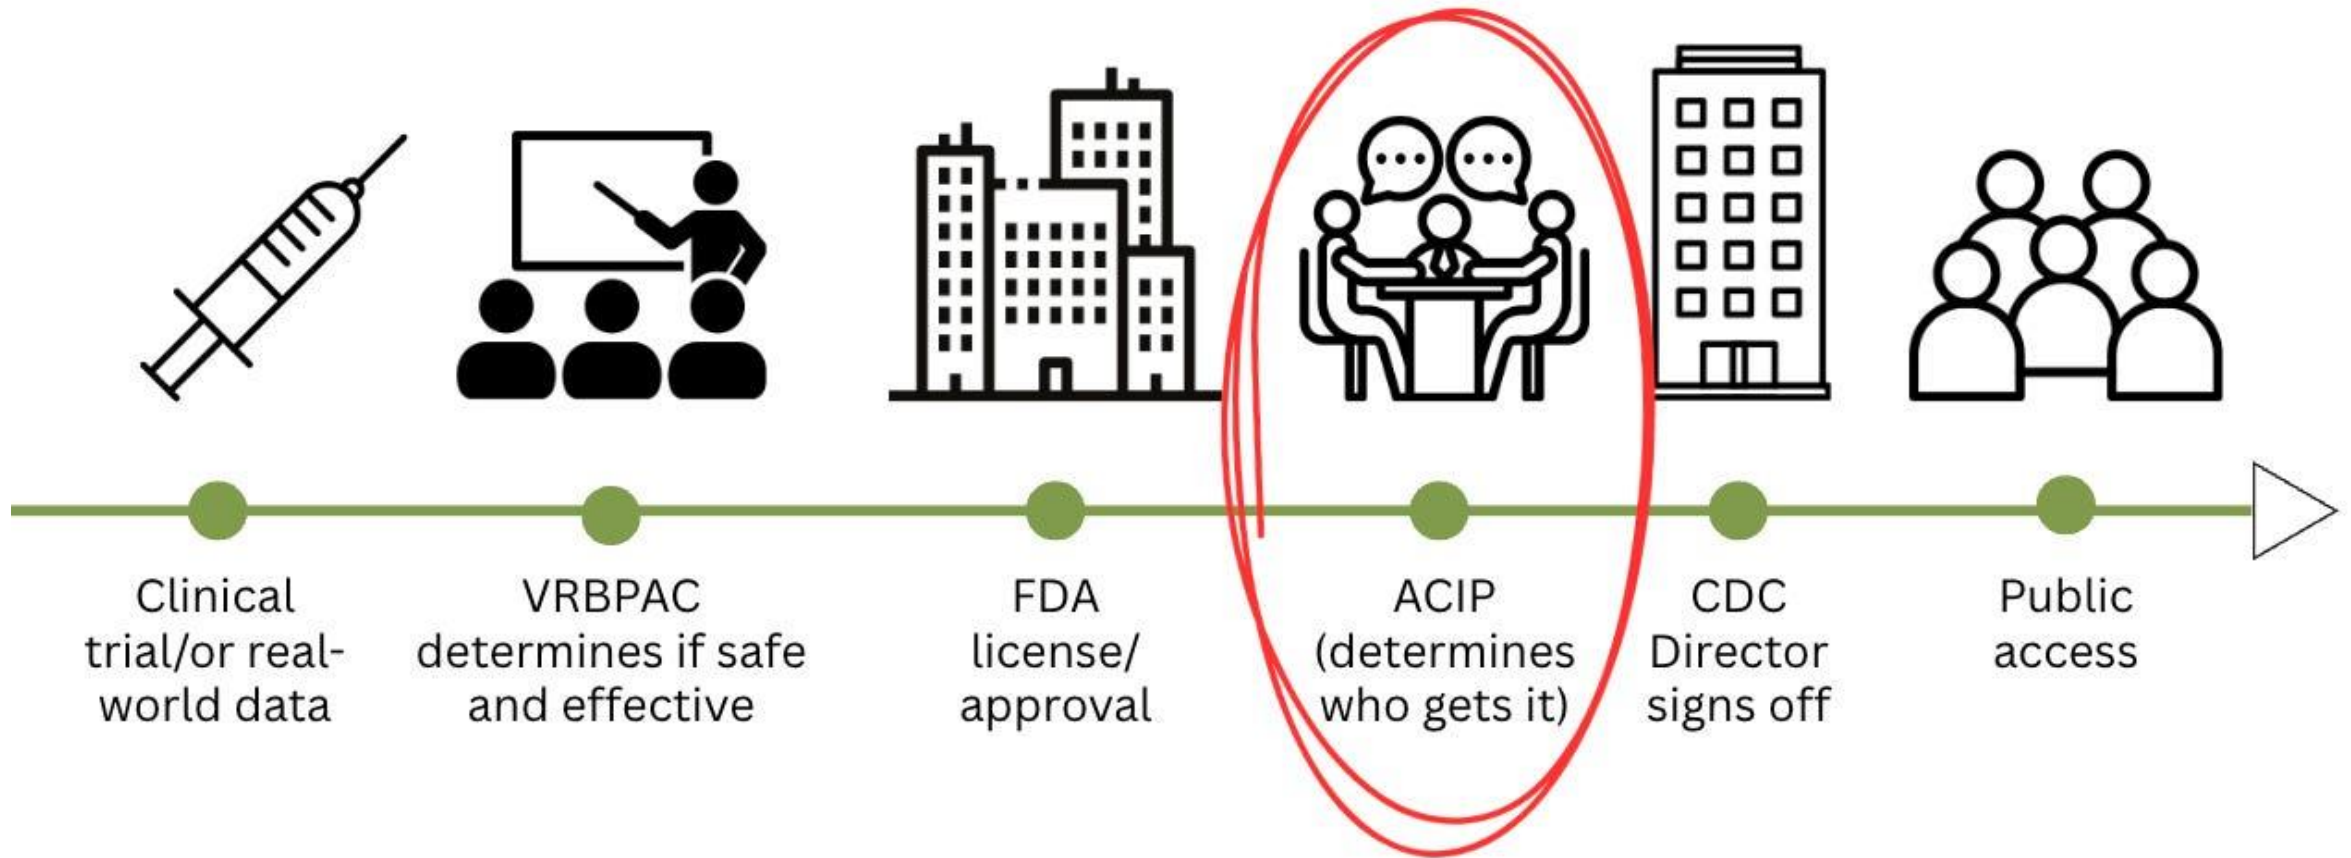 Clinical
trial/or real-
world data
VRBPAC
determines if safe
and effective
FDA
license/
approval
ACIP
(determines
who gets it)
CDC
Director
signs off
Public
access